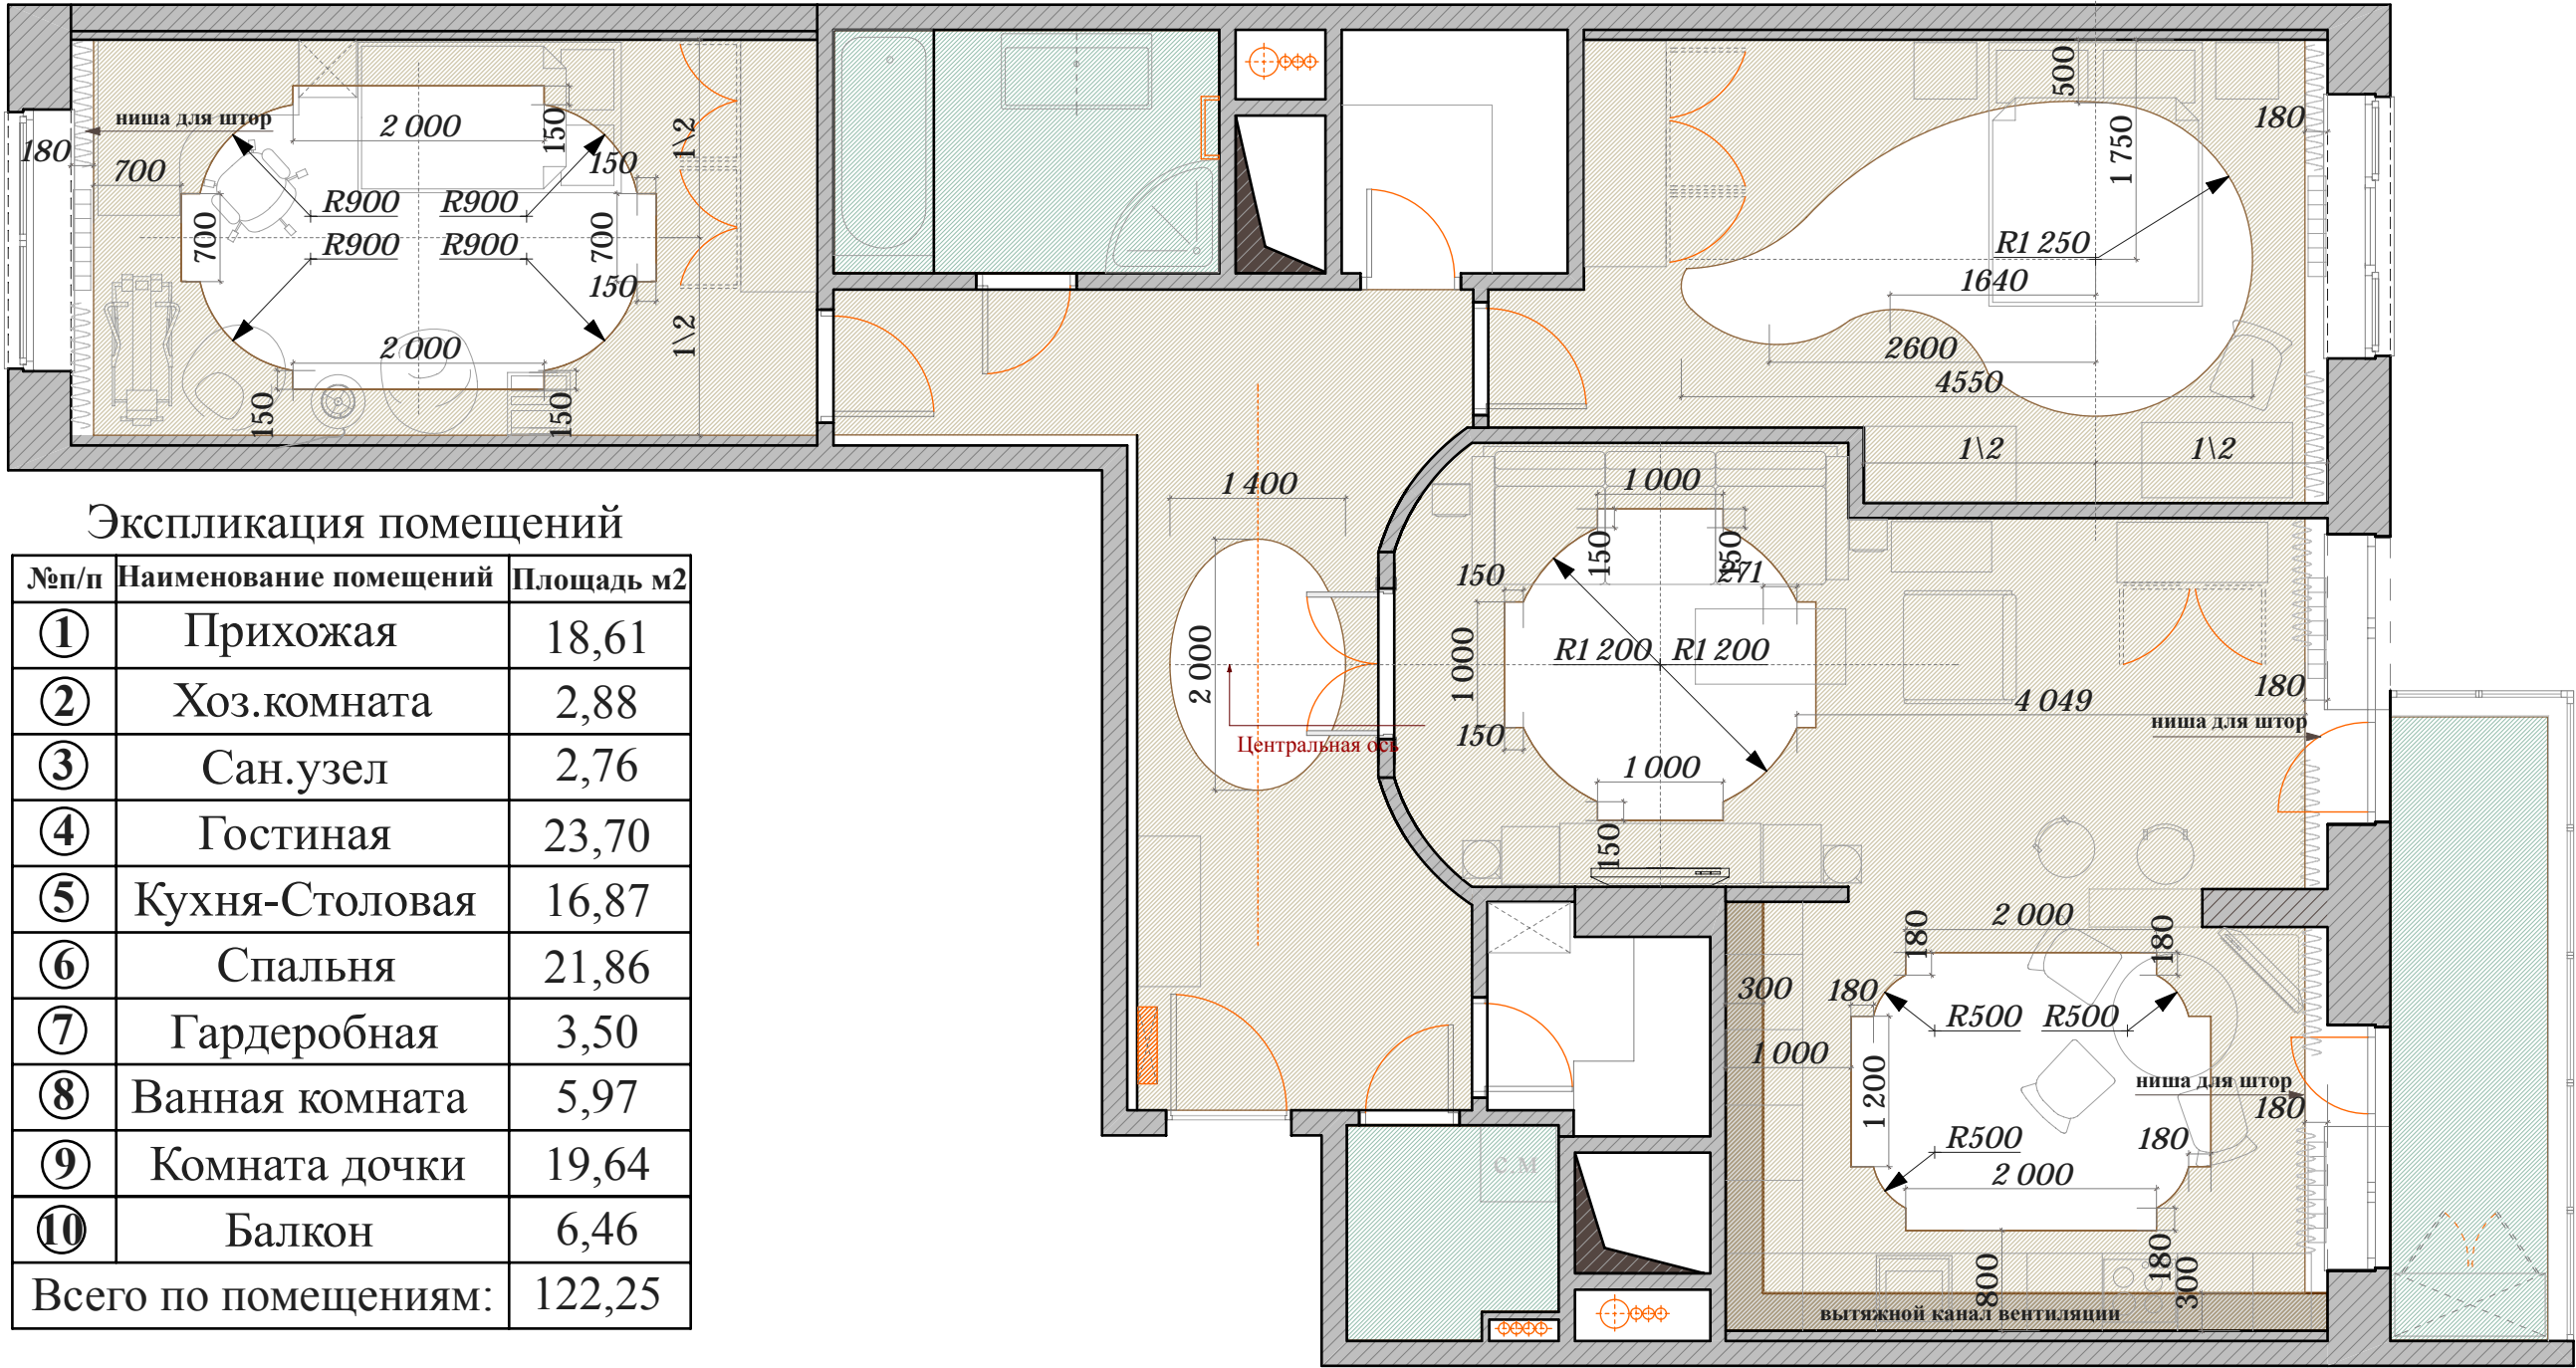 ниша для штор
180
700
2 000
150
150
1\2
R900
R900
700
700
R900
R900
150
1\2
2 000
150
150
500
1 750
180
R1 250
1640
2600
4550
1\2
1\2
1 400
2 000
Центральная ось
1 000
150
150
271
150
1 000
R1 200
R1 200
150
1 000
150
4 049
180
ниша для штор
2 000
180
180
300
180
R500
R500
1 000
1 200
ниша для штор
180
R500
180
2 000
800
180
300
вытяжной канал вентиляции
с.м
Экспликация помещений
№п/п Наименование помещений Площадь м2
1 Прихожая 18,61
2 Хоз.комната 2,88
3 Сан.узел 2,76
4 Гостиная 23,70
5 Кухня-Столовая 16,87
6 Спальня 21,86
7 Гардеробная 3,50
8 Ванная комната 5,97
9 Комната дочки 19,64
10 Балкон 6,46
Всего по помещениям: 122,25